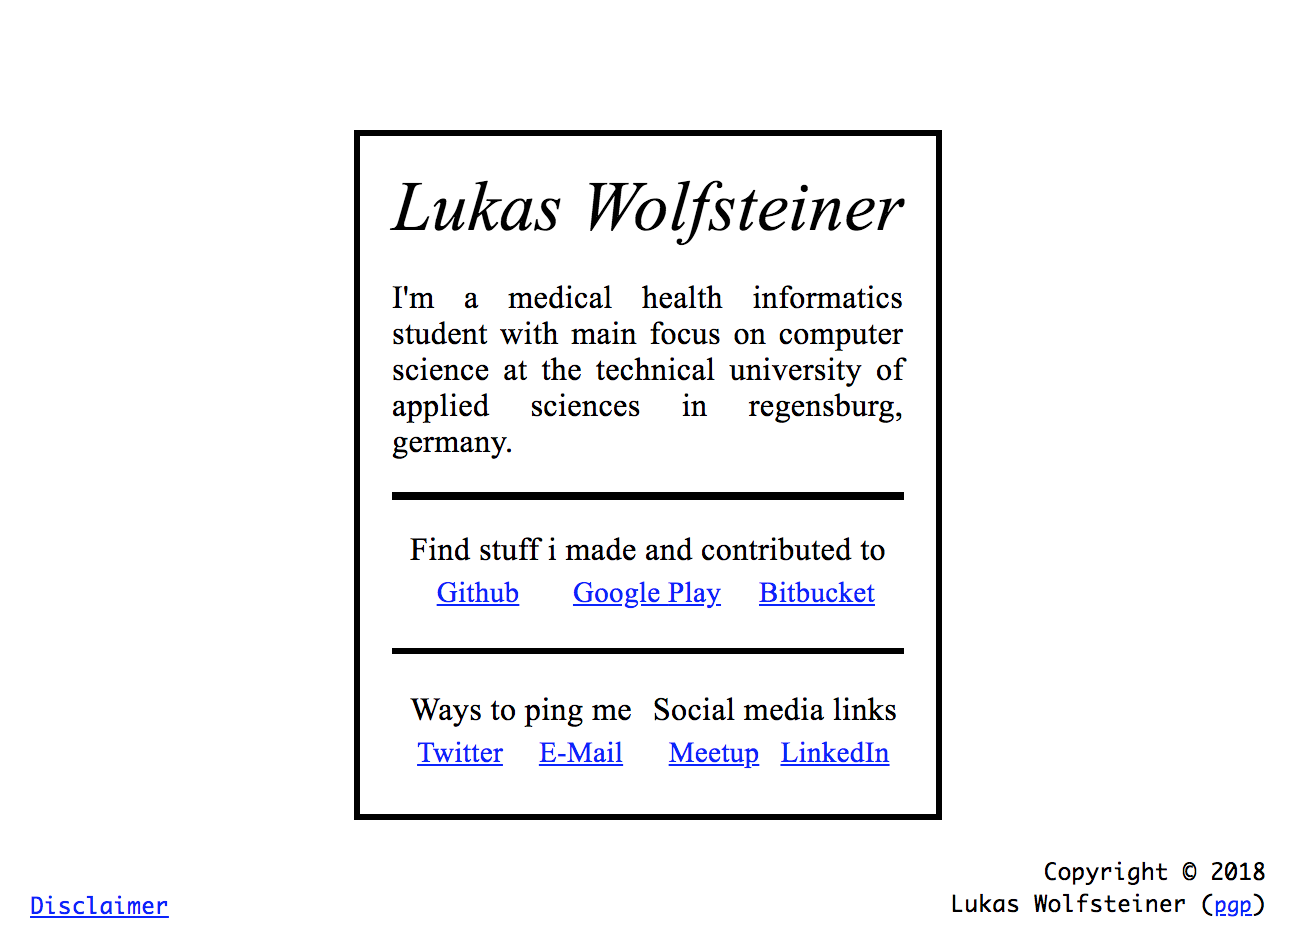 Lukas Wolfsteiner
I'm a medical health informatics
student with main focus on computer
science at the technical university of
applied sciences in regensburg,
germany.
Find stuff i made and contributed to
Github Google Play Bitbucket
Ways to ping me Social media links
Twitter E-Mail Meetup LinkedIn
Copyright © 2018
Disclaimer Lukas Wolfsteiner (pgp)